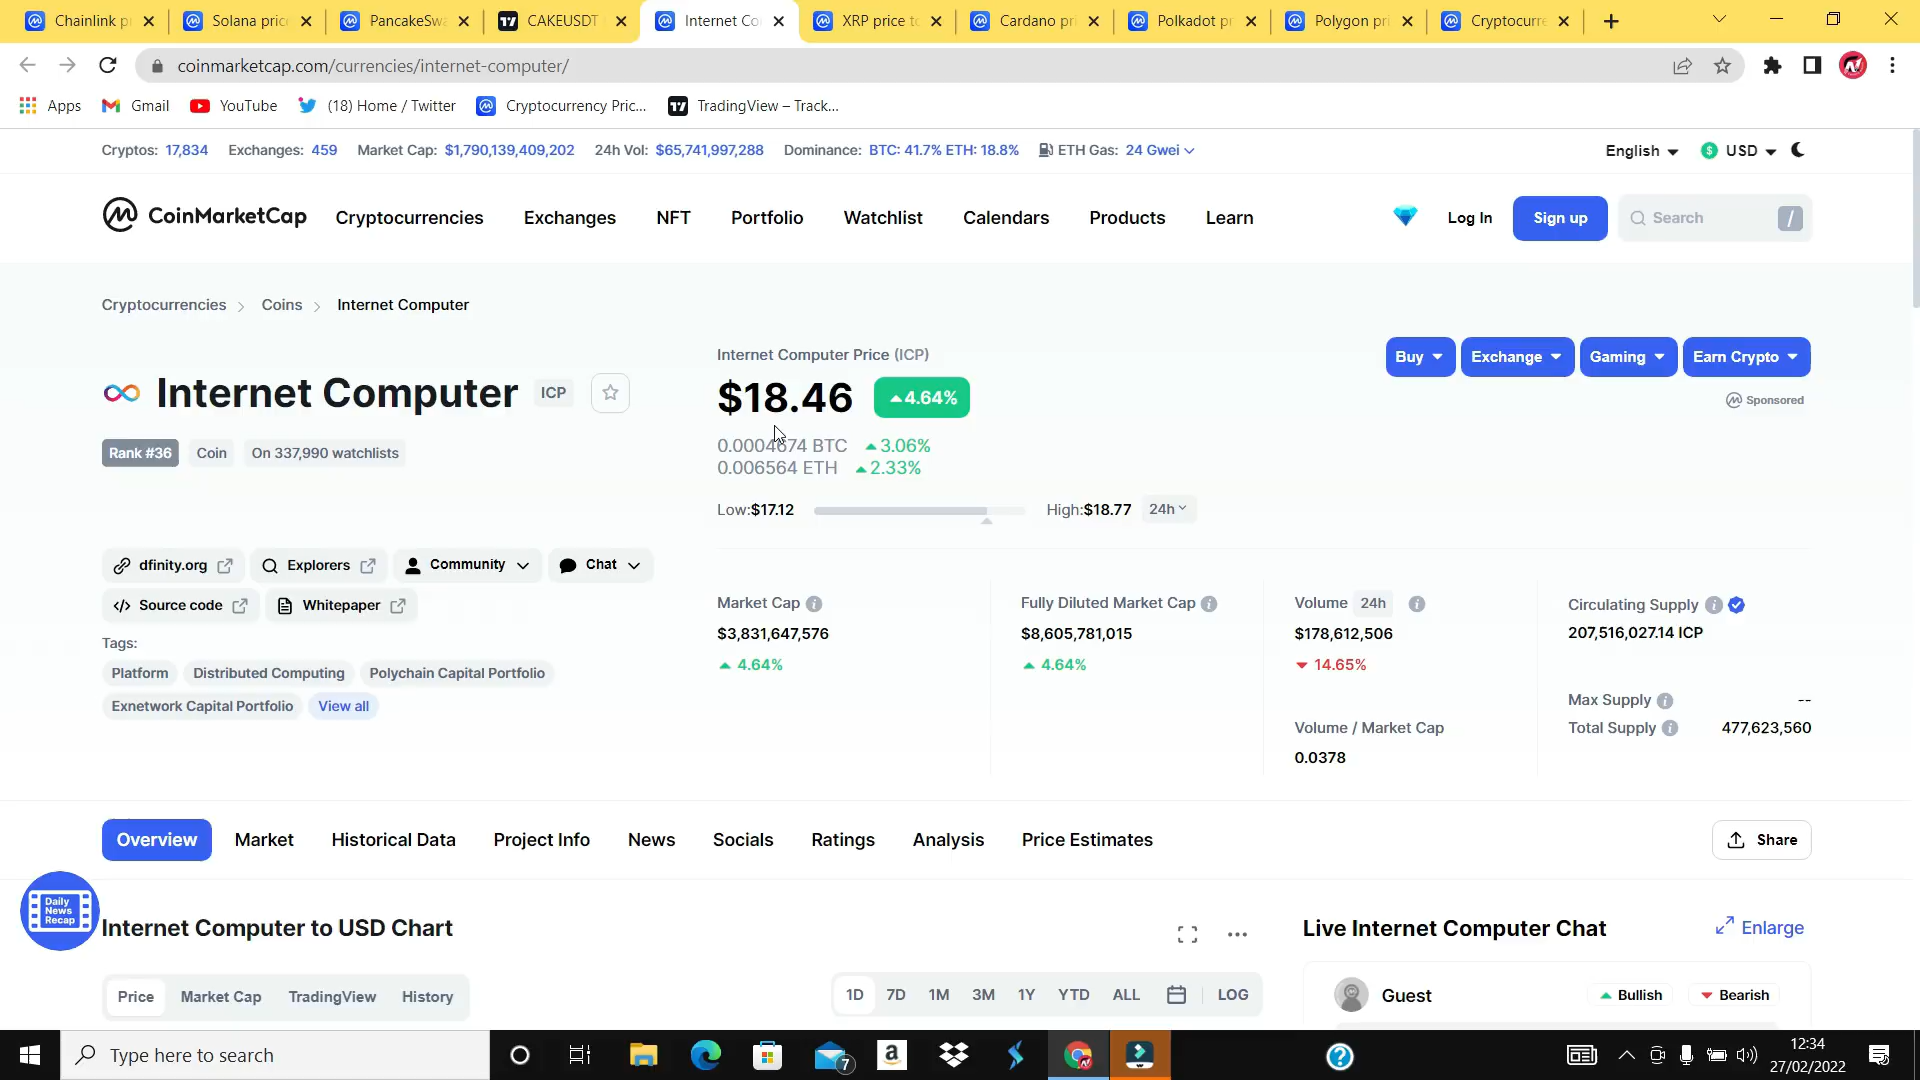 Chainlink pr
Solana price
PancakeSwa
CAKEUSDT
Internet Co
XRP price to
Cardano pri
Polkadot pr
Polygon pri
Cryptocurre
coinmarketcap.com/currencies/internet-computer/
Apps
Gmail
YouTube
(18) Home / Twitter
Cryptocurrency Pric...
TradingView – Track...
Cryptos: 17,834 Exchanges: 459 Market Cap: $1,790,139,409,202 24h Vol: $65,741,997,288 Dominance: BTC: 41.7% ETH: 18.8% ETH Gas: 24 Gwei
English
USD
CoinMarketCap
Cryptocurrencies
Exchanges
NFT
Portfolio
Watchlist
Calendars
Products
Learn
Log In
Sign up
Search
/
Cryptocurrencies > Coins > Internet Computer
Internet Computer ICP
Rank #36
Coin
On 337,990 watchlists
dfinity.org
Explorers
Community
Chat
Source code
Whitepaper
Tags:
Platform
Distributed Computing
Polychain Capital Portfolio
Exnetwork Capital Portfolio
View all
Internet Computer Price (ICP)
$18.46 4.64%
0.0004674 BTC 3.06%
0.006564 ETH 2.33%
Low:$17.12
High:$18.77
24h
Buy
Exchange
Gaming
Earn Crypto
Sponsored
Market Cap
$3,831,647,576
4.64%
Fully Diluted Market Cap
$8,605,781,015
4.64%
Volume 24h
$178,612,506
14.65%
Volume / Market Cap
0.0378
Circulating Supply
207,516,027.14 ICP
Max Supply --
Total Supply 477,623,560
Overview
Market
Historical Data
Project Info
News
Socials
Ratings
Analysis
Price Estimates
Share
Daily
News
Recap
Internet Computer to USD Chart
Price
Market Cap
TradingView
History
1D
7D
1M
3M
1Y
YTD
ALL
LOG
Live Internet Computer Chat
Enlarge
Guest
Bullish
Bearish
Type here to search
7
12:34
27/02/2022